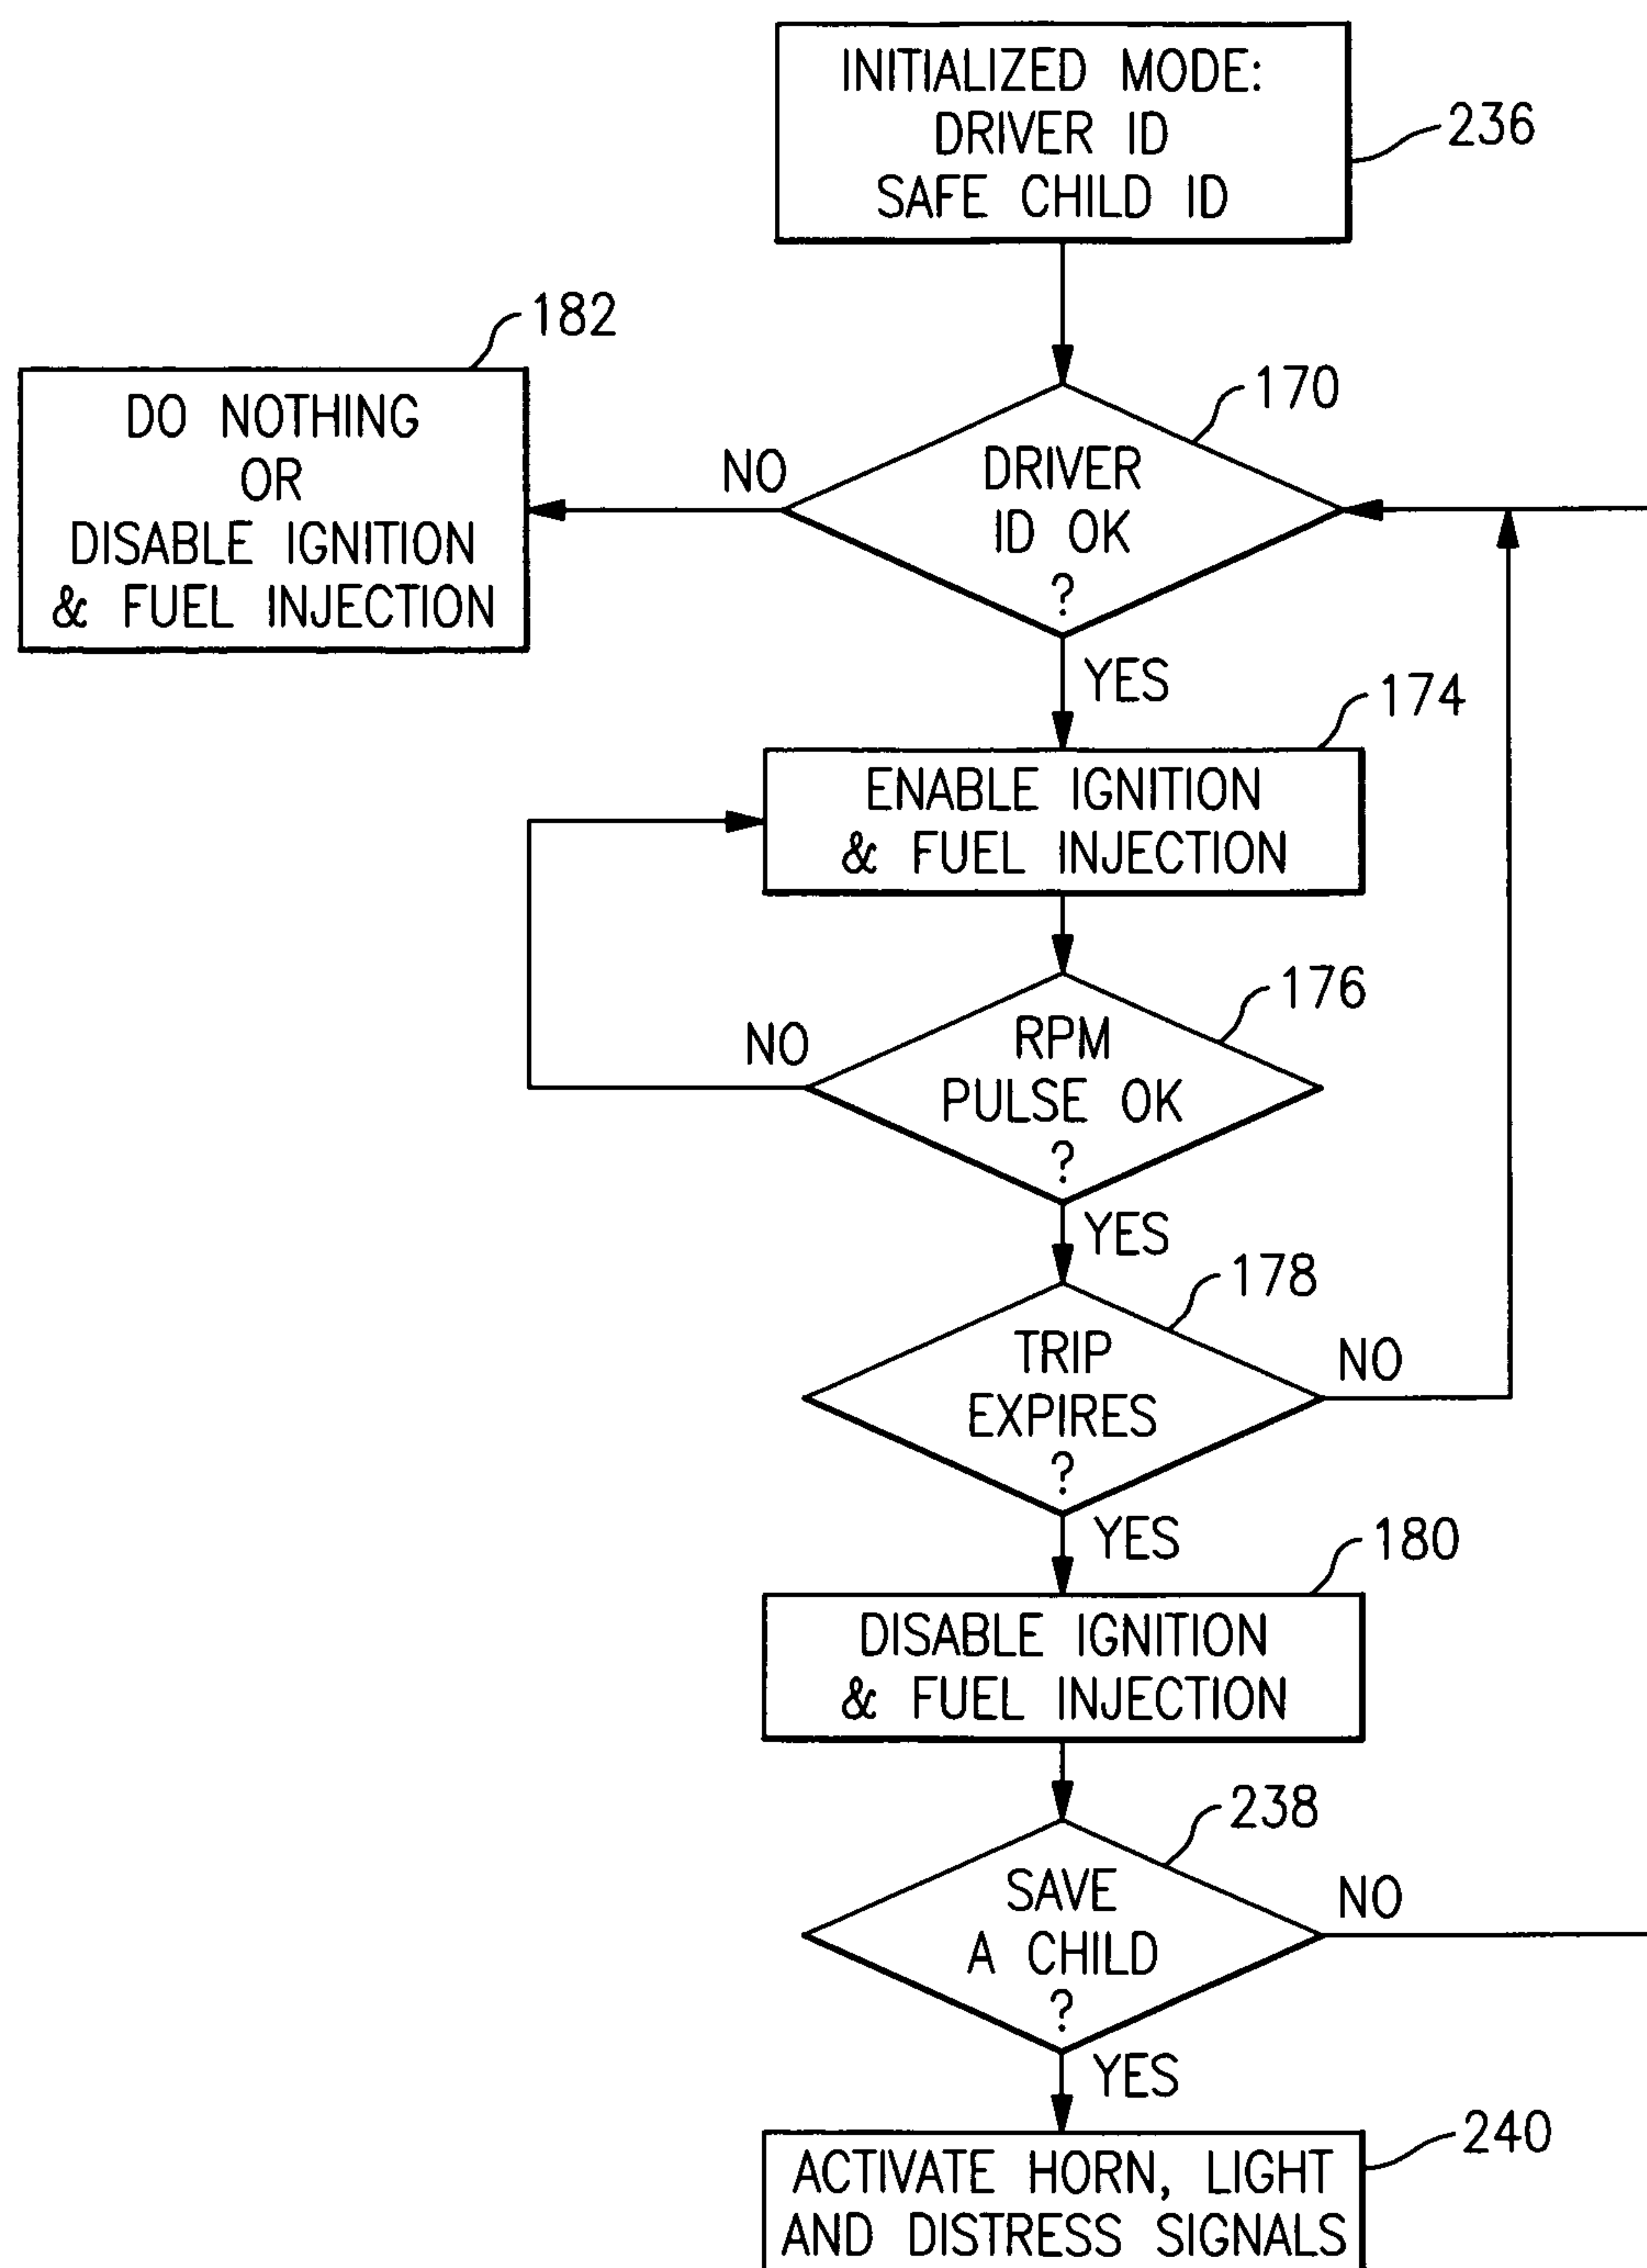 INITIALIZED MODE:
DRIVER ID
SAFE CHILD ID
236
182
DO NOTHING
OR
DISABLE IGNITION
& FUEL INJECTION
170
NO
DRIVER
ID OK
?
YES
174
ENABLE IGNITION
& FUEL INJECTION
176
NO
RPM
PULSE OK
?
YES
178
TRIP
EXPIRES
?
NO
YES
180
DISABLE IGNITION
& FUEL INJECTION
238
SAVE
A CHILD
?
NO
YES
240
ACTIVATE HORN, LIGHT
AND DISTRESS SIGNALS